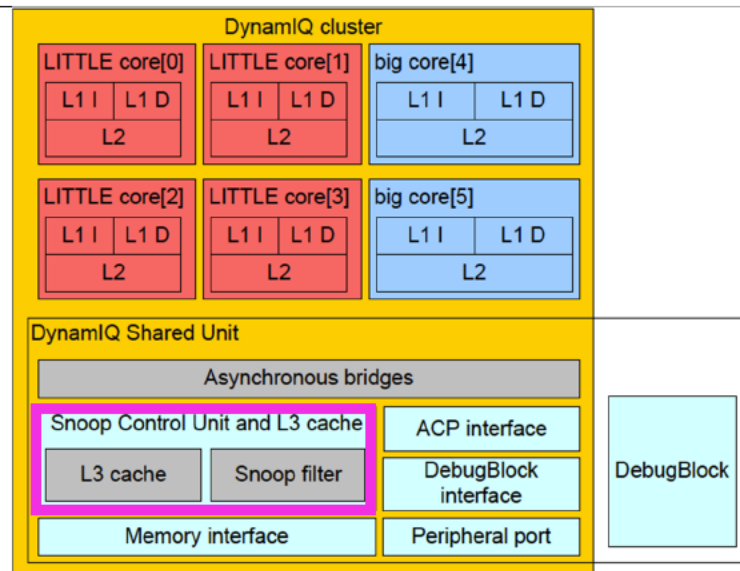 DynamIQ cluster
LITTLE core[0]
L1 I
L1 D
L2
LITTLE core[1]
L1 I
L1 D
L2
big core[4]
L1 I
L1 D
L2
LITTLE core[2]
L1 I
L1 D
L2
LITTLE core[3]
L1 I
L1 D
L2
big core[5]
L1 I
L1 D
L2
DynamIQ Shared Unit
Asynchronous bridges
Snoop Control Unit and L3 cache
L3 cache
Snoop filter
ACP interface
DebugBlock
interface
Memory interface
Peripheral port
DebugBlock